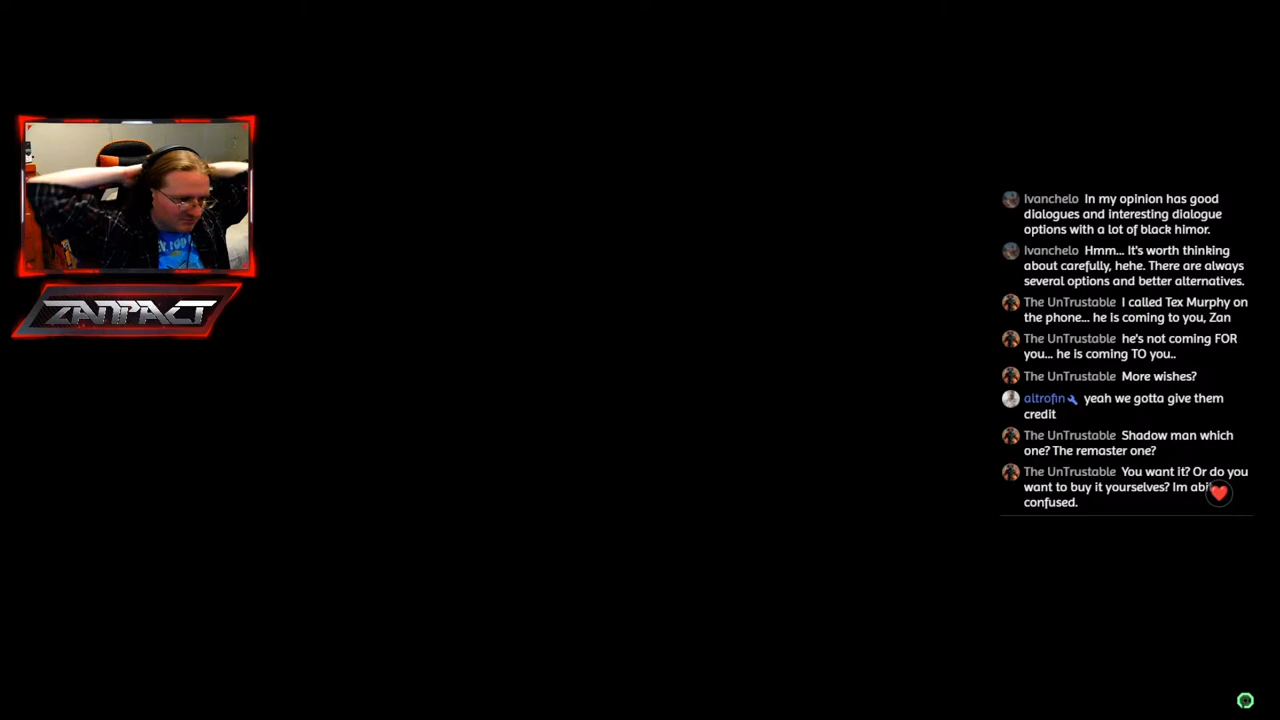 ZANPACT
Ivanchelo In my opinion has good
dialogues and interesting dialogue
options with a lot of black himor.
Ivanchelo Hmm... It's worth thinking
about carefully, hehe. There are always
several options and better alternatives.
The UnTrustable I called Tex Murphy on
the phone... he is coming to you, Zan
The UnTrustable he's not coming FOR
you... he is coming TO you..
The UnTrustable More wishes?
altrofin yeah we gotta give them
credit
The UnTrustable Shadow man which
one? The remaster one?
The UnTrustable You want it? Or do you
want to buy it yourselves? Im
confused.